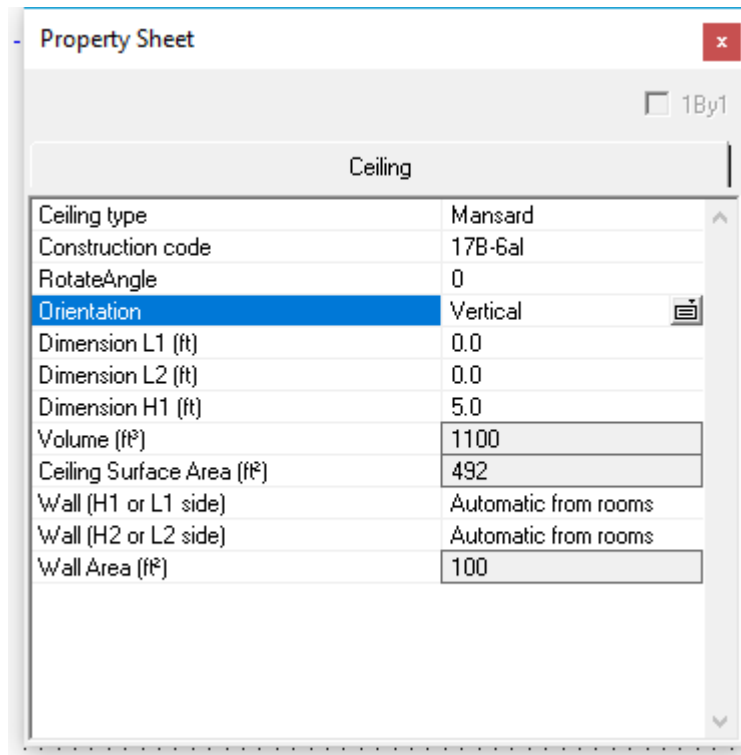 Property Sheet
x
1By1
Ceiling
Ceiling type Mansard
Construction code 17B-6al
RotateAngle 0
Orientation Vertical
Dimension L1 (ft) 0.0
Dimension L2 (ft) 0.0
Dimension H1 (ft) 5.0
Volume (ft³) 1100
Ceiling Surface Area (ft²) 492
Wall (H1 or L1 side) Automatic from rooms
Wall (H2 or L2 side) Automatic from rooms
Wall Area (ft²) 100